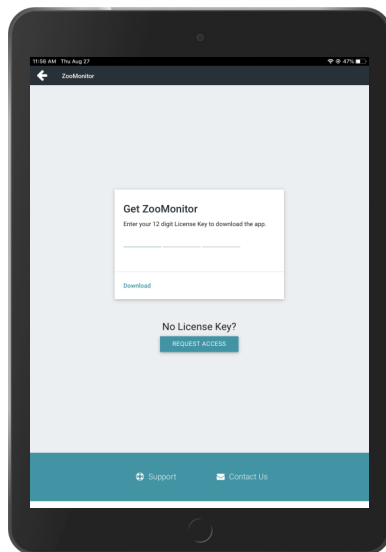 11:56 AM Thu Aug 27 47%
ZooMonitor
Get ZooMonitor
Enter your 12 digit License Key to download the app.
Download
No License Key?
REQUEST ACCESS
Support Contact Us